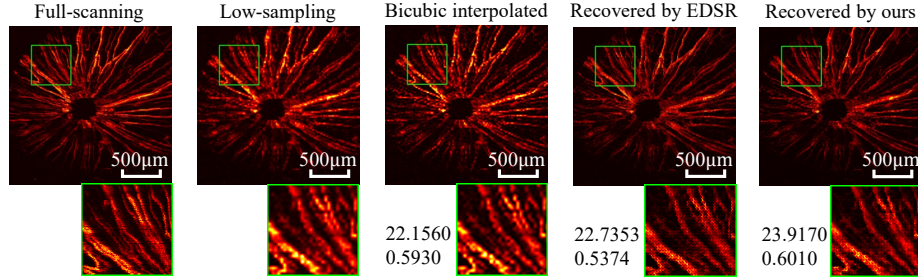 Full-scanning
Low-sampling
Bicubic interpolated
Recovered by EDSR
Recovered by ours
500μm
500μm
500μm
500μm
500μm
22.1560
0.5930
22.7353
0.5374
23.9170
0.6010